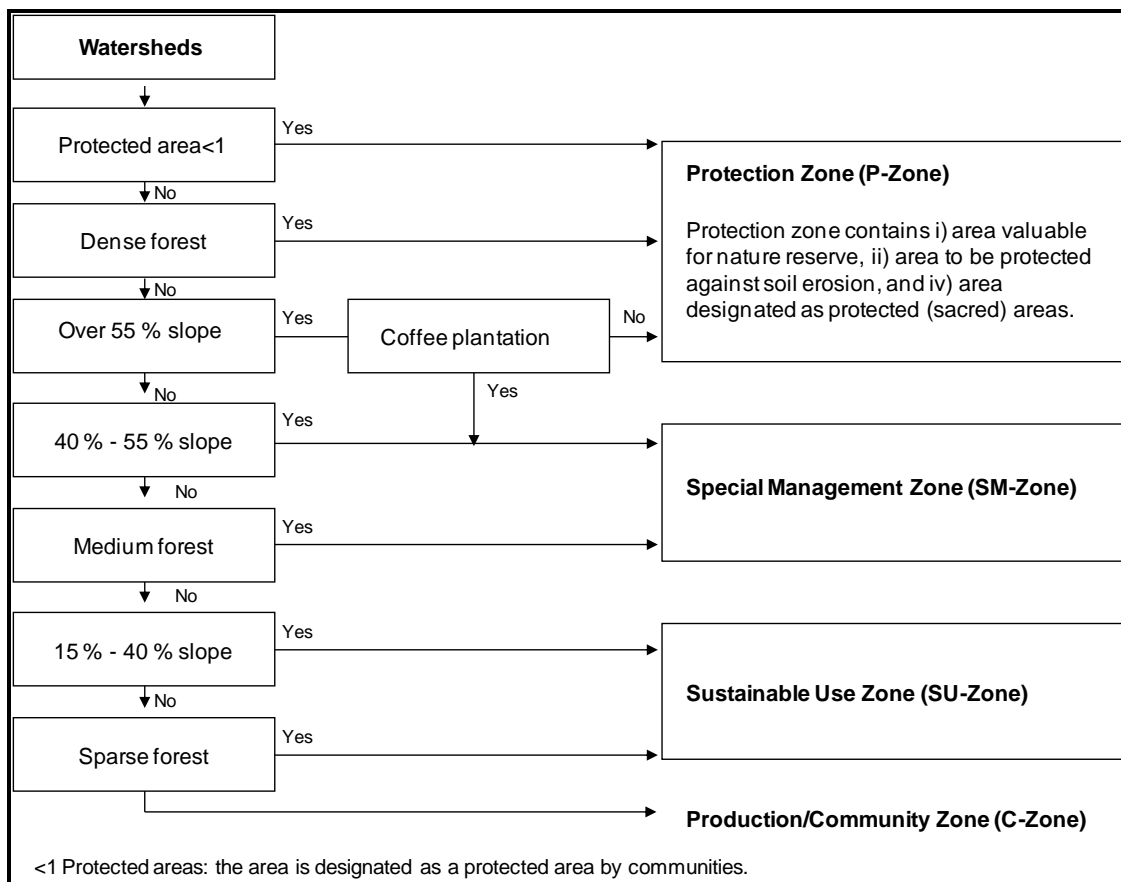 Watersheds
Protected area<1
Yes
No
Dense forest
Yes
No
Over 55 % slope
Yes
Coffee plantation
No
Yes
No
Protection Zone (P-Zone)
Protection zone contains i) area valuable
for nature reserve, ii) area to be protected
against soil erosion, and iv) area
designated as protected (sacred) areas.
40 % - 55 % slope
Yes
No
Medium forest
Yes
No
Special Management Zone (SM-Zone)
15 % - 40 % slope
Yes
No
Sparse forest
Yes
Sustainable Use Zone (SU-Zone)
Production/Community Zone (C-Zone)
<1 Protected areas: the area is designated as a protected area by communities.